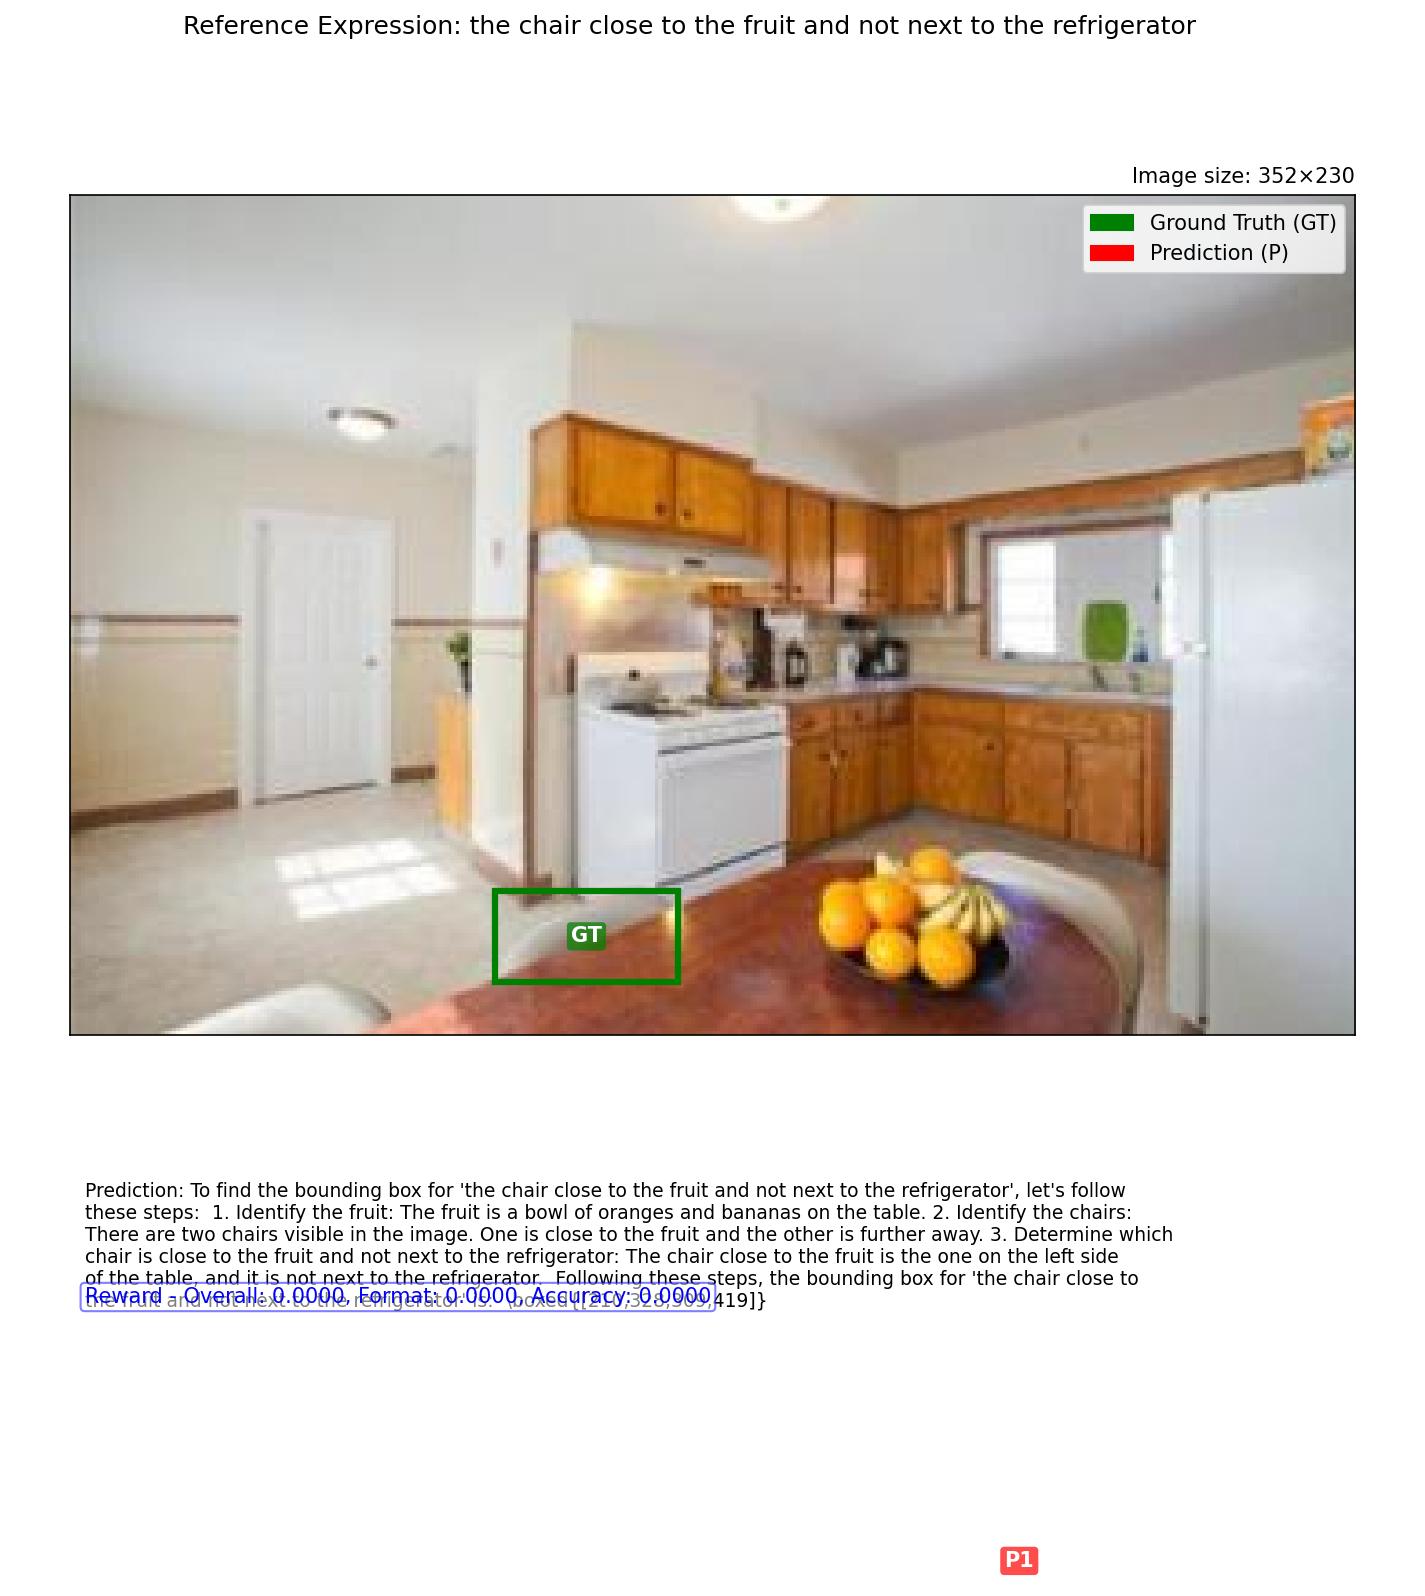 Reference Expression: the chair close to the fruit and not next to the refrigerator
Image size: 352×230
Ground Truth (GT)
Prediction (P)
GT
Prediction: To find the bounding box for 'the chair close to the fruit and not next to the refrigerator', let's follow
these steps:  1. Identify the fruit: The fruit is a bowl of oranges and bananas on the table. 2. Identify the chairs:
There are two chairs visible in the image. One is close to the fruit and the other is further away. 3. Determine which
chair is close to the fruit and not next to the refrigerator: The chair close to the fruit is the one on the left side
of the table, and it is not next to the refrigerator.  Following these steps, the bounding box for 'the chair close to
the fruit and not next to the refrigerator' is: \boxed{[210,328,309,419]}
Reward - Overall: 0.0000, Format: 0.0000, Accuracy: 0.0000
P1